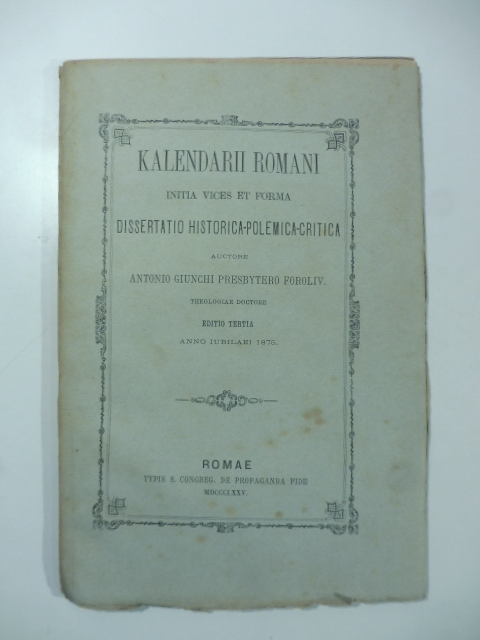 KALENDARII ROMANI
INITIA VICES ET FORMA
DISSERTATIO HISTORICA-POLEMICA-CRITICA
AUCTORE
ANTONIO GIUNCHI PRESBYTERO FOROLIV.
THEOLOGIAE DOCTORE
EDITIO TERTIA
ANNO IUBILAEI 1875.
ROMAE
TYPIS S. CONGREG. DE PROPAGANDA FIDE
MDCCCLXXV.